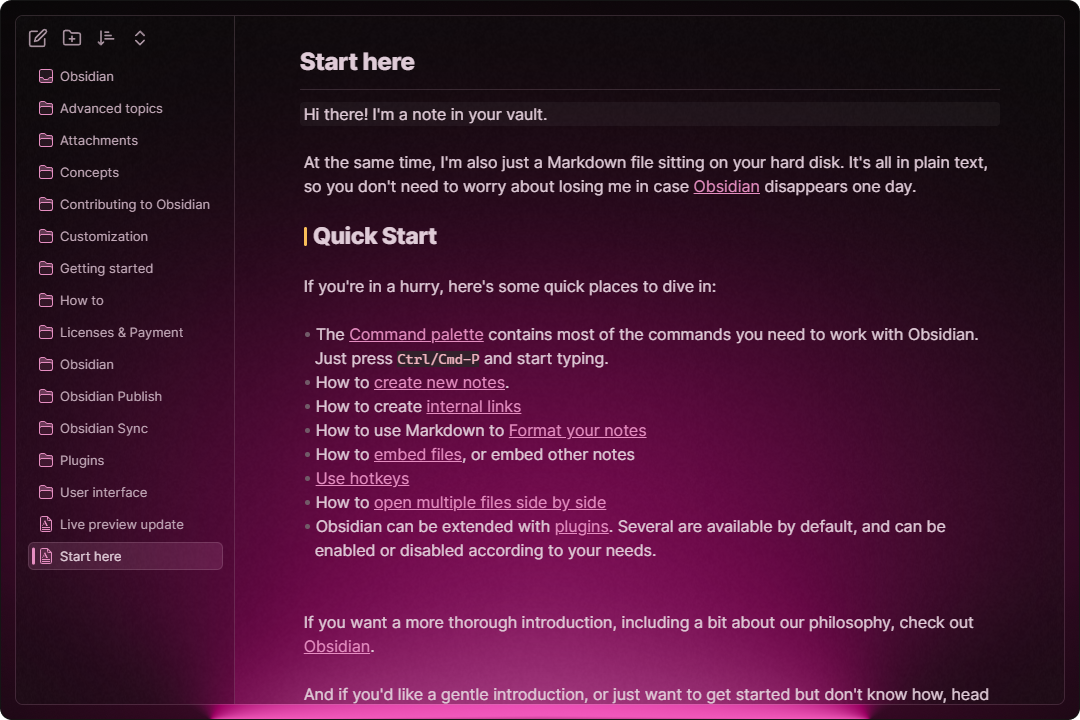 Obsidian
Advanced topics
Attachments
Concepts
Contributing to Obsidian
Customization
Getting started
How to
Licenses & Payment
Obsidian
Obsidian Publish
Obsidian Sync
Plugins
User interface
Live preview update
Start here
Start here
Hi there! I'm a note in your vault.
At the same time, I'm also just a Markdown file sitting on your hard disk. It's all in plain text,
so you don't need to worry about losing me in case Obsidian disappears one day.
Quick Start
If you're in a hurry, here's some quick places to dive in:
• The Command palette contains most of the commands you need to work with Obsidian.
Just press Ctrl/Cmd-P and start typing.
• How to create new notes.
• How to create internal links
• How to use Markdown to Format your notes
• How to embed files, or embed other notes
• Use hotkeys
• How to open multiple files side by side
• Obsidian can be extended with plugins. Several are available by default, and can be
enabled or disabled according to your needs.
If you want a more thorough introduction, including a bit about our philosophy, check out
Obsidian.
And if you'd like a gentle introduction, or just want to get started but don't know how, head